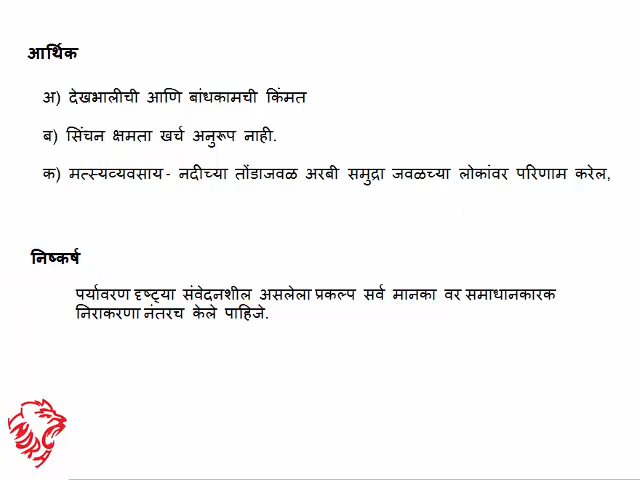 आर्थिक
अ) देखभालीची आणि बांधकामची किंमत
ब) सिंचन क्षमता खर्च अनुरूप नाही.
क) मत्स्यव्यवसाय - नदीच्या तोंडाजवळ अरबी समुद्रा जवळच्या लोकांवर परिणाम करेल,
निष्कर्ष
पर्यावरण दृष्ट्या संवेदनशील असलेला प्रकल्प सर्व मानका वर समाधानकारक
निराकरणा नंतरच केले पाहिजे.